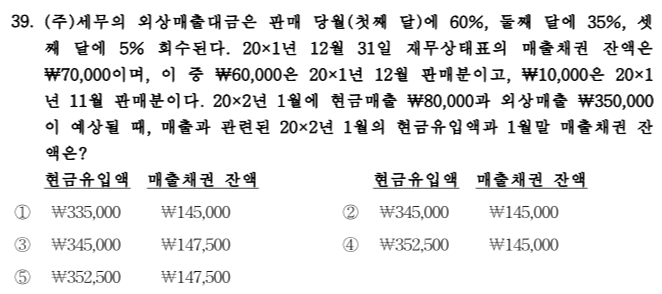 39. (주)세무의 외상매출대금은 판매 당월(첫째 달)에 60%, 둘째 달에 35%, 셋
째 달에 5% 회수된다. 20×1년 12월 31일 재무상태표의 매출채권 잔액은
₩70,000이며, 이 중 ₩60,000은 20×1년 12월 판매분이고, ₩10,000은 20×1
년 11월 판매분이다. 20×2년 1월에 현금매출 ₩80,000과 외상매출 ₩350,000
이 예상될 때, 매출과 관련된 20×2년 1월의 현금유입액과 1월말 매출채권 잔
액은?
현금유입액 매출채권 잔액 현금유입액 매출채권 잔액
① ₩335,000 ₩145,000 ② ₩345,000 ₩145,000
③ ₩345,000 ₩147,500 ④ ₩352,500 ₩145,000
⑤ ₩352,500 ₩147,500